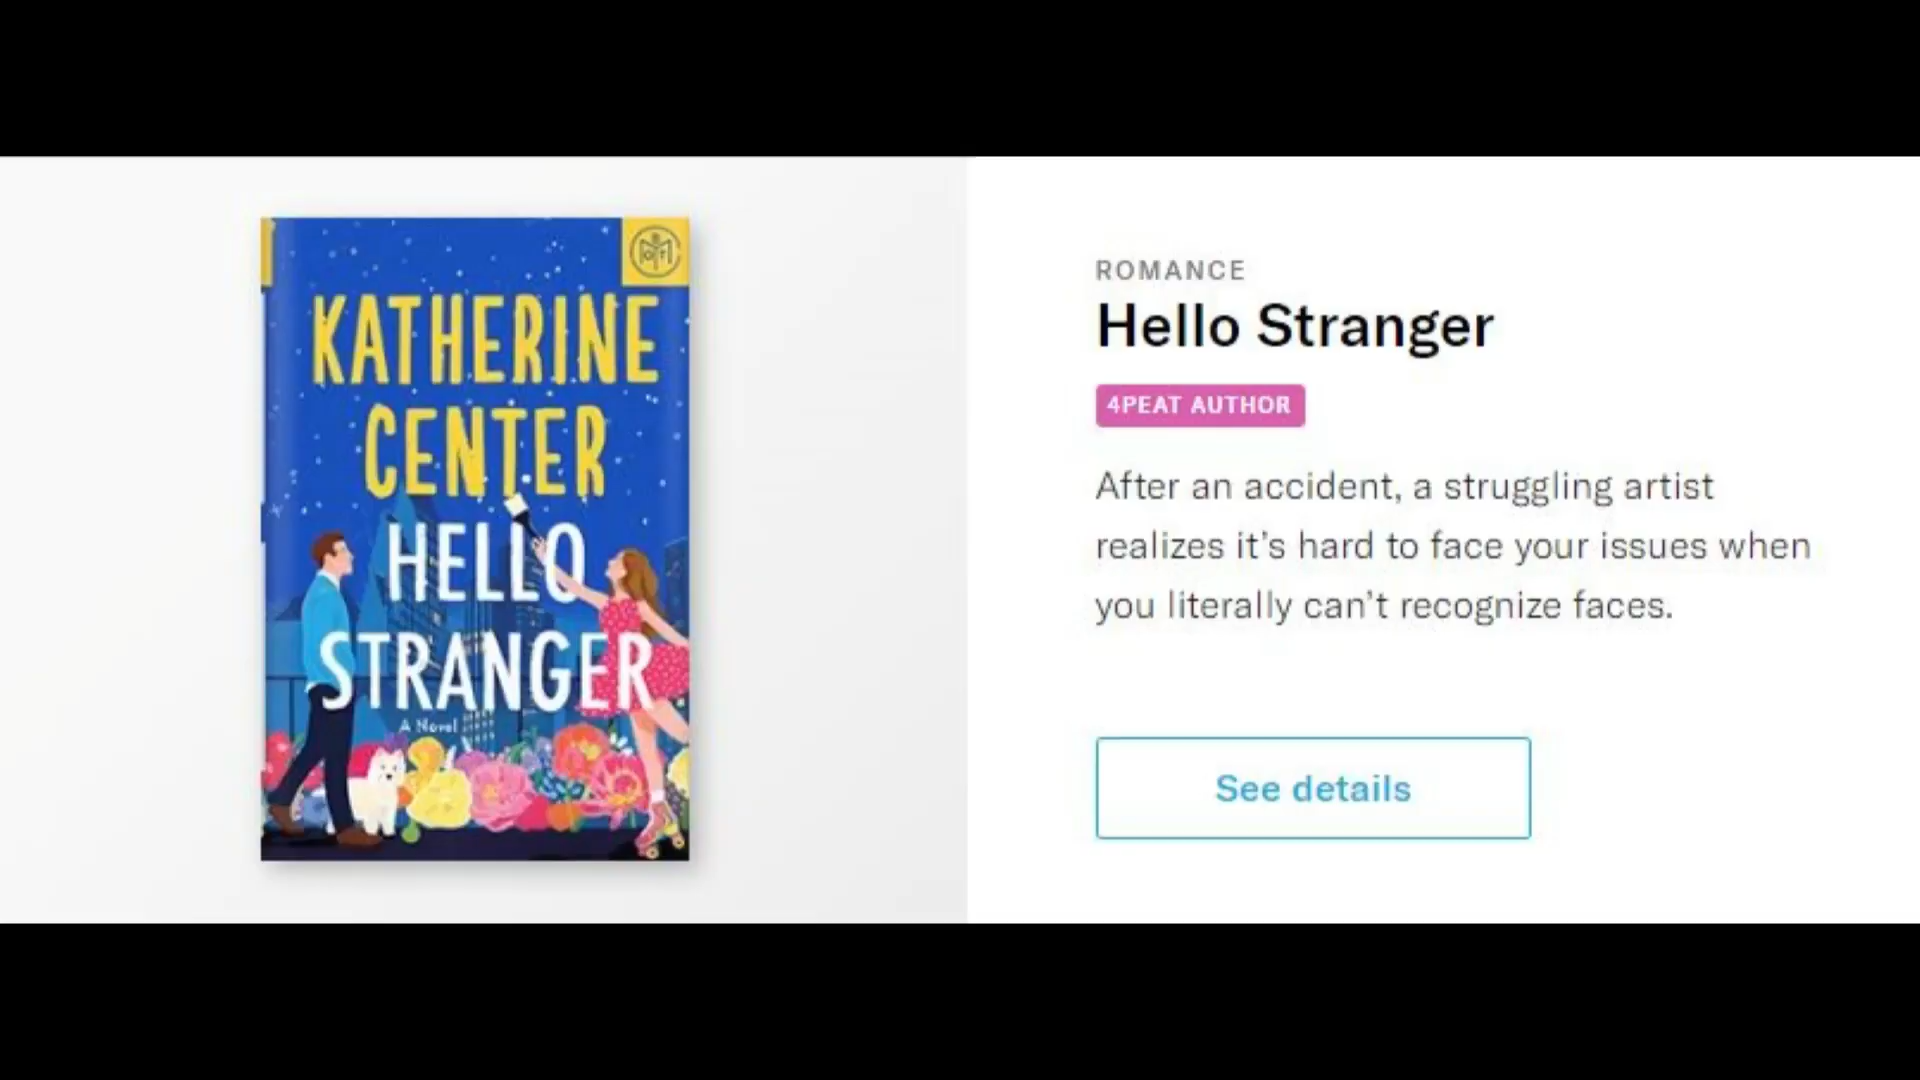 KATHERINE
CENTER
HELLO
STRANGER
A Novel
ROMANCE
Hello Stranger
4PEAT AUTHOR
After an accident, a struggling artist
realizes it’s hard to face your issues when
you literally can’t recognize faces.
See details